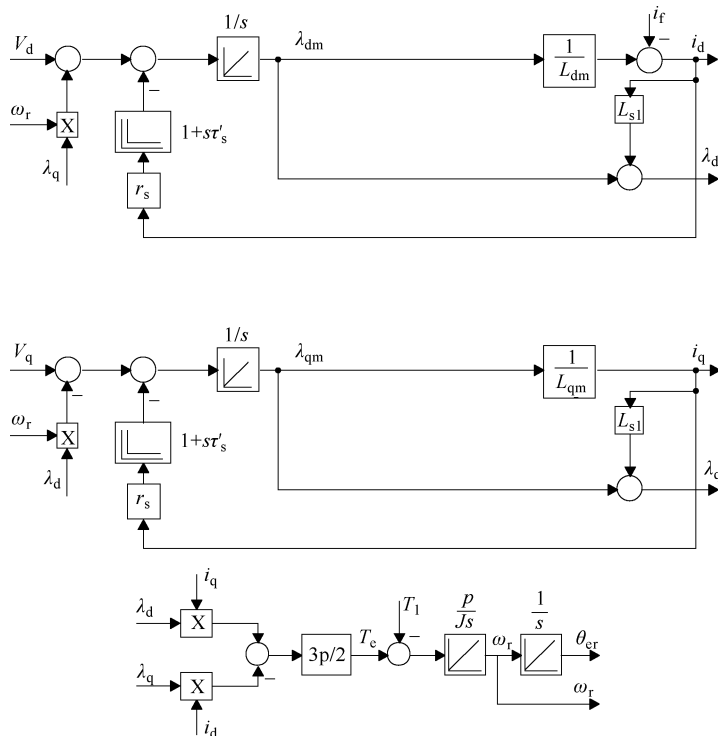 1/s
i_f
V_d
λ_dm
1/L_dm
−
i_d
ω_r
X
−
1+sτ'_s
L_s1
λ_q
r_s
λ_d
1/s
V_q
λ_qm
1/L_qm
i_q
−
−
ω_r
X
1+sτ'_s
L_s1
λ_d
r_s
λ_q
i_q
λ_d
X
T_e
T_l
−
p/Js
ω_r
1/s
θ_er
3p/2
λ_q
X
−
ω_r
i_d